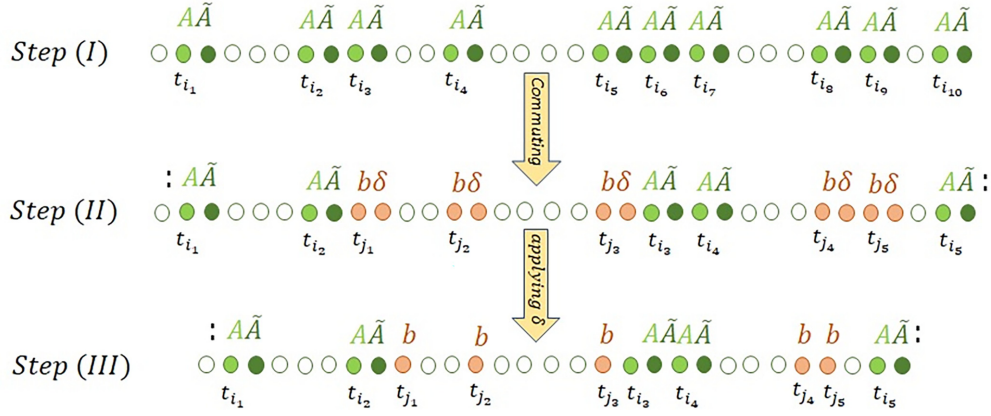 AÃ AÃ AÃ AÃ AÃ AÃ AÃ AÃ AÃ AÃ
Step (I)
t_{i_1} t_{i_2} t_{i_3} t_{i_4} t_{i_5} t_{i_6} t_{i_7} t_{i_8} t_{i_9} t_{i_{10}}
Commuting
: AÃ AÃ bδ bδ bδ AÃ AÃ bδ bδ AÃ :
Step (II)
t_{i_1} t_{i_2} t_{j_1} t_{j_2} t_{j_3} t_{i_3} t_{i_4} t_{j_4} t_{j_5} t_{i_5}
applying δ
: AÃ AÃ b b b AÃ AÃ b b AÃ :
Step (III)
t_{i_1} t_{i_2} t_{j_1} t_{j_2} t_{j_3} t_{i_3} t_{i_4} t_{j_4} t_{j_5} t_{i_5}